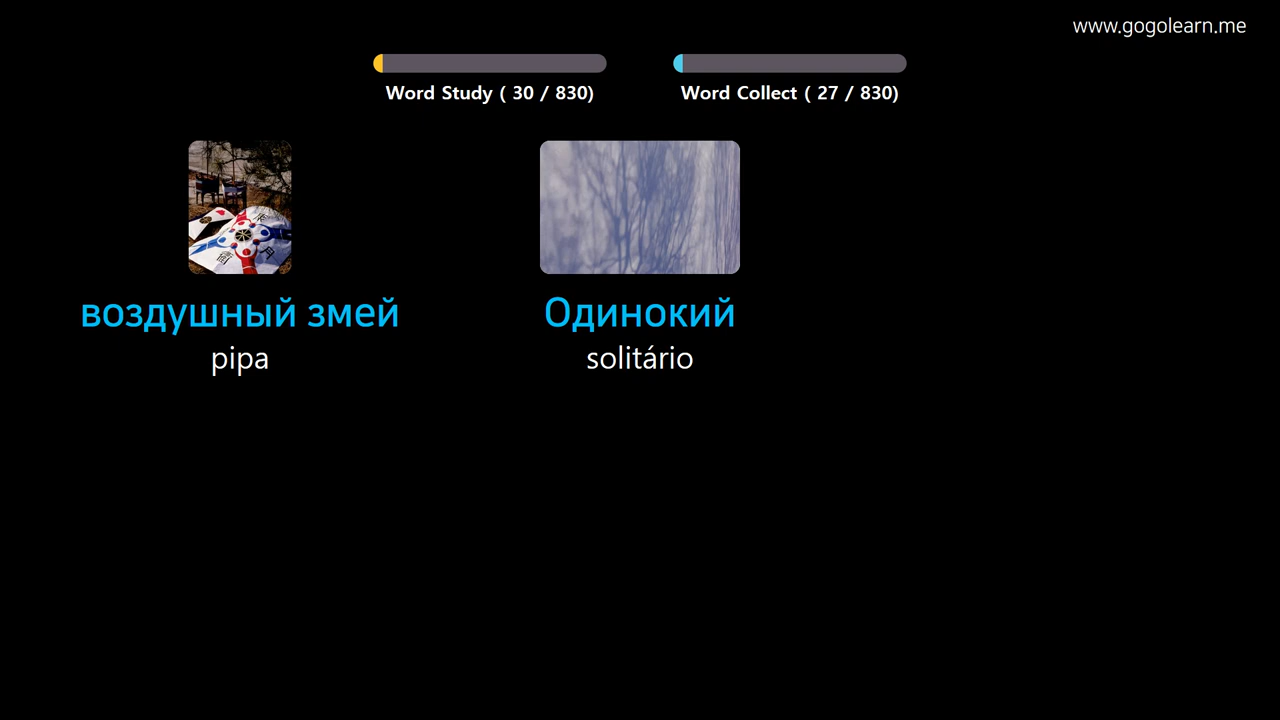 www.gogolearn.me
Word Study ( 30 / 830)
Word Collect ( 27 / 830)
воздушный змей
Одинокий
pipa
solitário